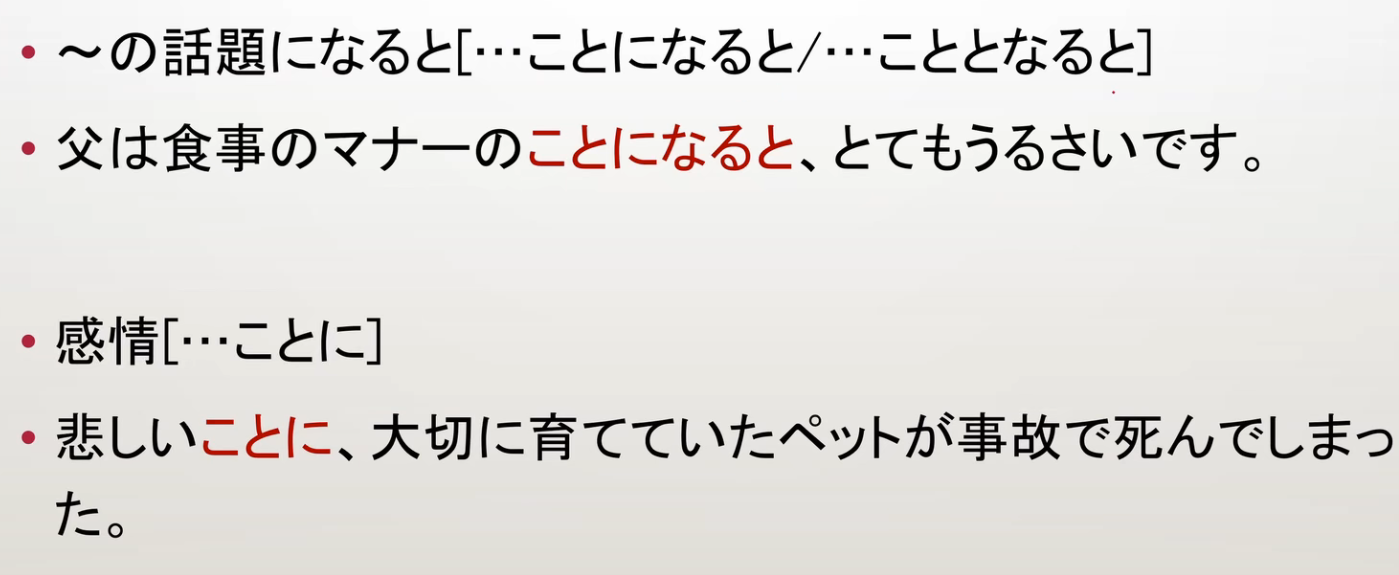 • ～の話題になると[…ことになると/…こととなると]
• 父は食事のマナーのことになると、とてもうるさいです。
• 感情[…ことに]
• 悲しいことに、大切に育てていたペットが事故で死んでしまっ
た。